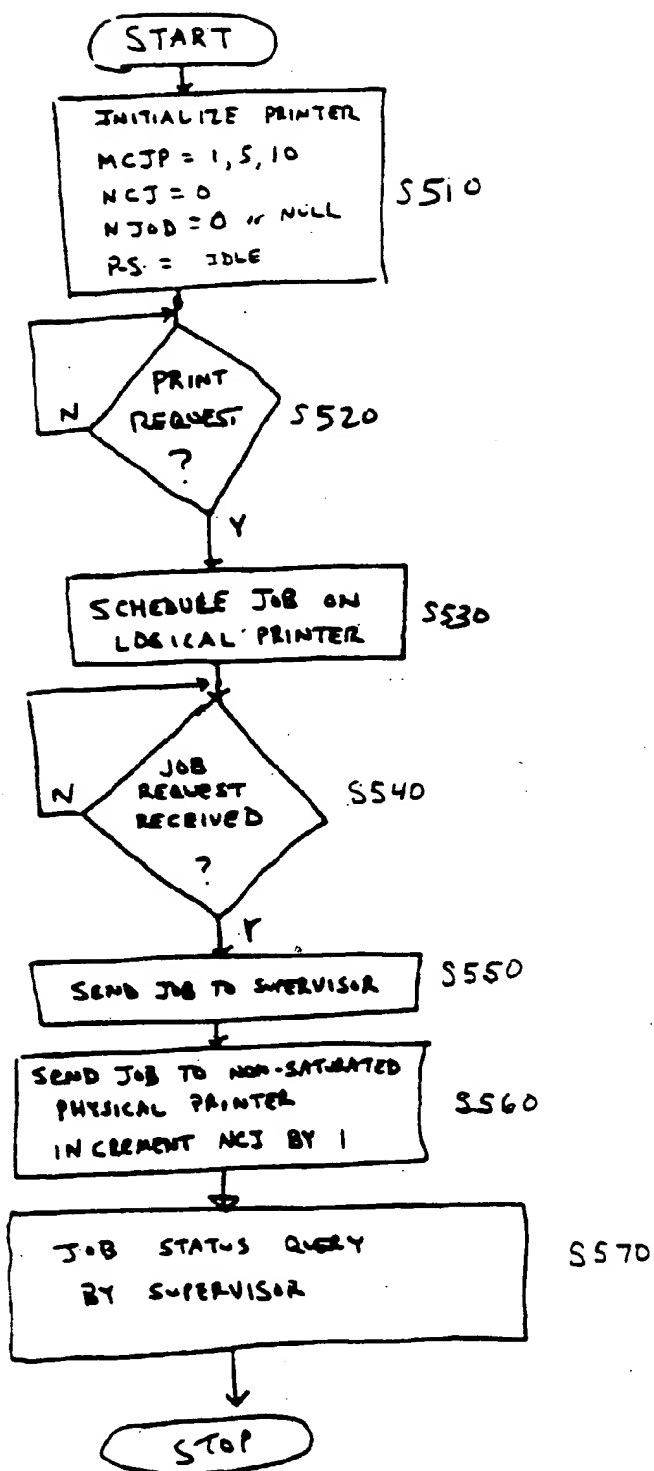 START
INITIALIZE PRINTER
MCJP = 1, 5, 10
NCJ = 0
NJOD = 0 or NULL
P.S. = IDLE
S510
PRINT
REQUEST
?
S520
N
Y
SCHEDULE JOB ON
LOGICAL PRINTER
S530
JOB
REQUEST
RECEIVED
?
S540
N
Y
SEND JOB TO SUPERVISOR
S550
SEND JOB TO NON-SATURATED
PHYSICAL PRINTER
INCREMENT NCJ BY 1
S560
JOB STATUS QUERY
BY SUPERVISOR
S570
STOP